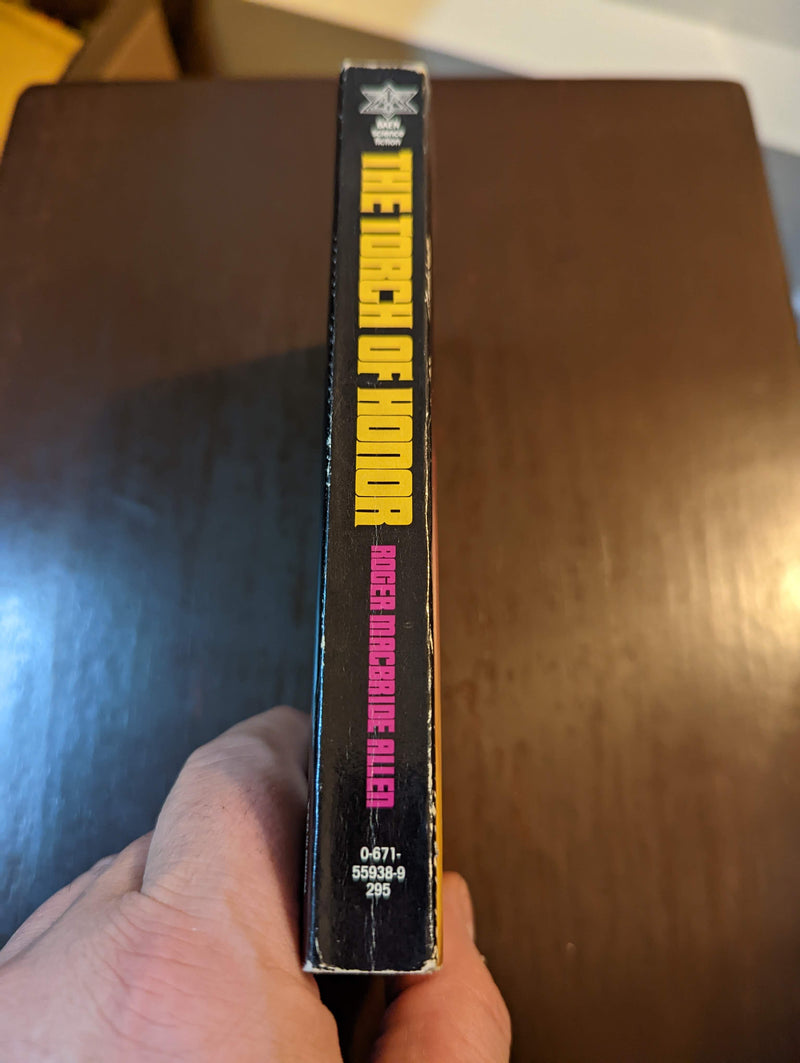 BAEN
science
fiction
THE TORCH OF HONOR
ROGER MACBRIDE ALLEN
0-671-
55938-9
295